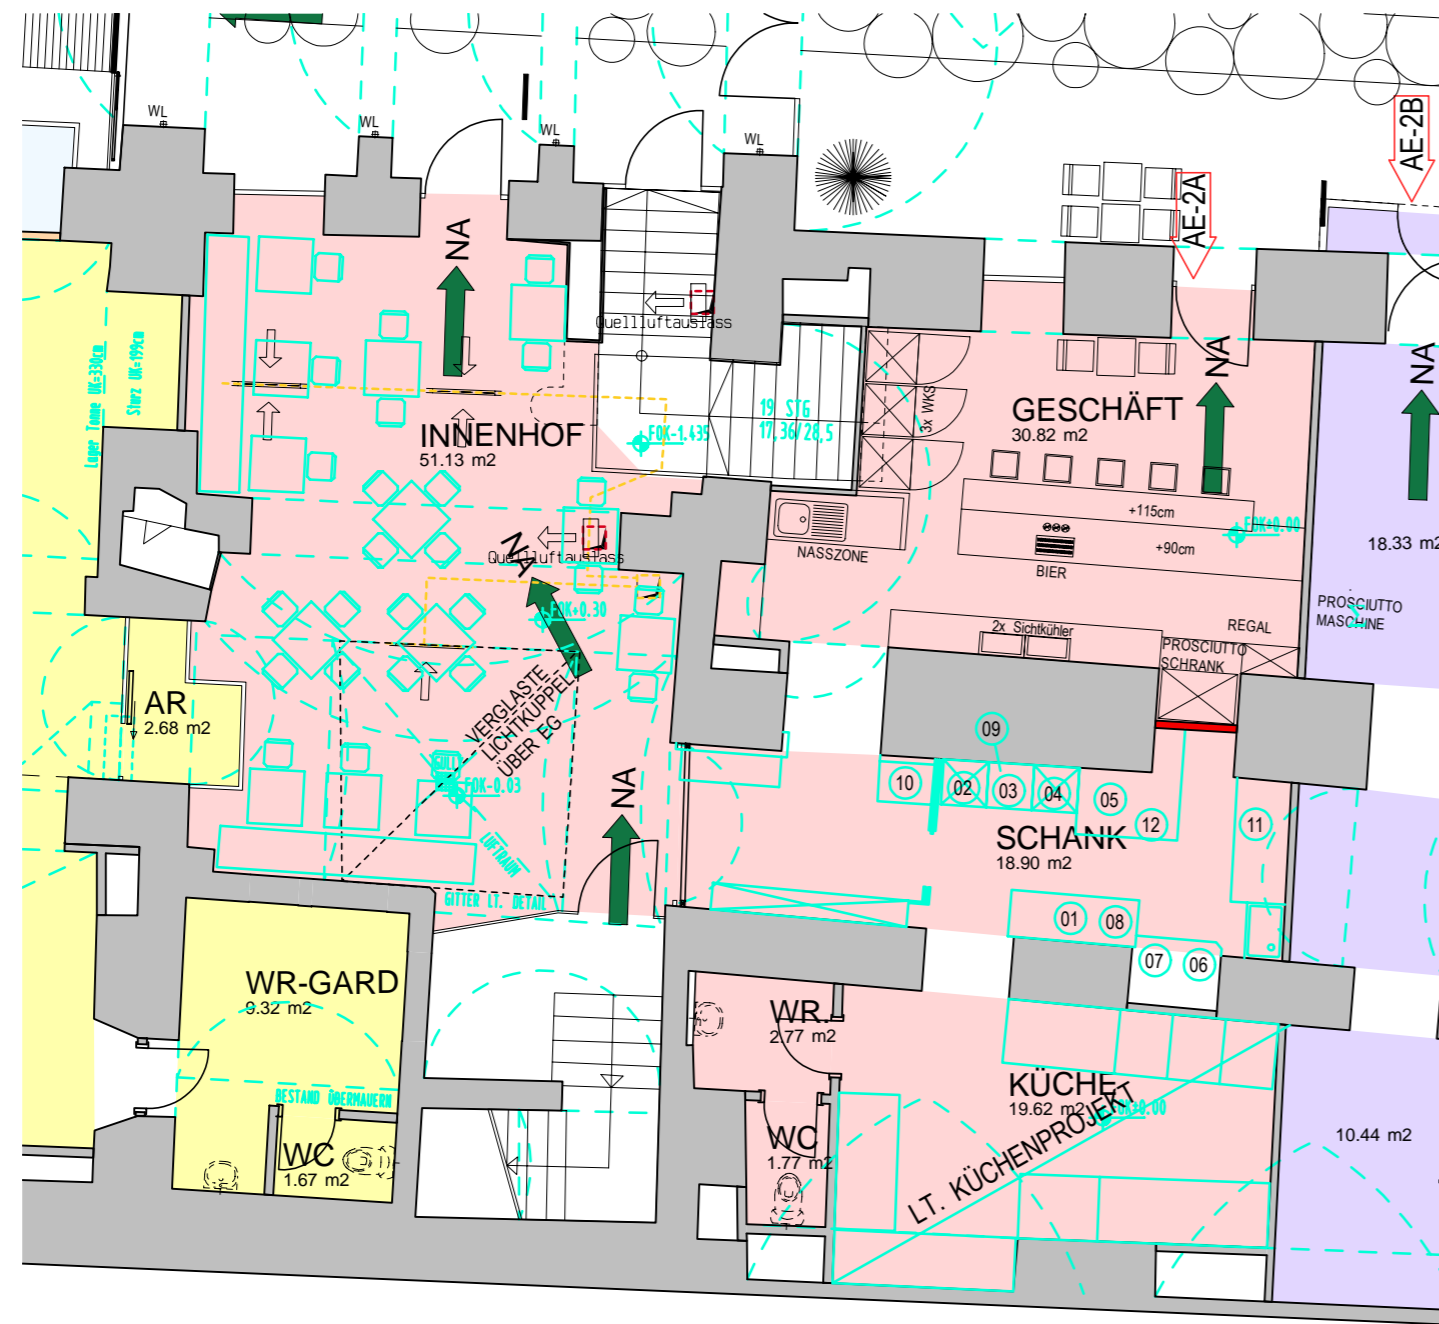 WL
WL
WL
WL
AE-2B
AE-2A
NA
NA
NA
Quellluftauslass
Lager Tonne UK=330cm
Sturz UK=199cm
19 STG
17,36/28,5
3x WKS
GESCHÄFT
30.82 m2
INNENHOF
51.13 m2
FOK-1.435
+115cm
FOK±0.00
+90cm
NASSZONE
BIER
18.33 m2
NA
Quellluftauslass
FOK+0.30
PROSCIUTTO
MASCHINE
REGAL
2x Sichtkühler
PROSCIUTTO
SCHRANK
AR
2.68 m2
VERGLASTE
LICHTKUPPEL
ÜBER EG
GULLY
FOK-0.03
NA
LUFTRAUM
GITTER LT. DETAIL
09
10
02
03
04
05
12
11
SCHANK
18.90 m2
01
08
07
06
WR-GARD
9.32 m2
WR.
2.77 m2
KÜCHE
19.62 m2
FOK±0.00
LT. KÜCHENPROJEKT
BESTAND ÜBERMAUERN
WC
1.67 m2
WC
1.77 m2
10.44 m2